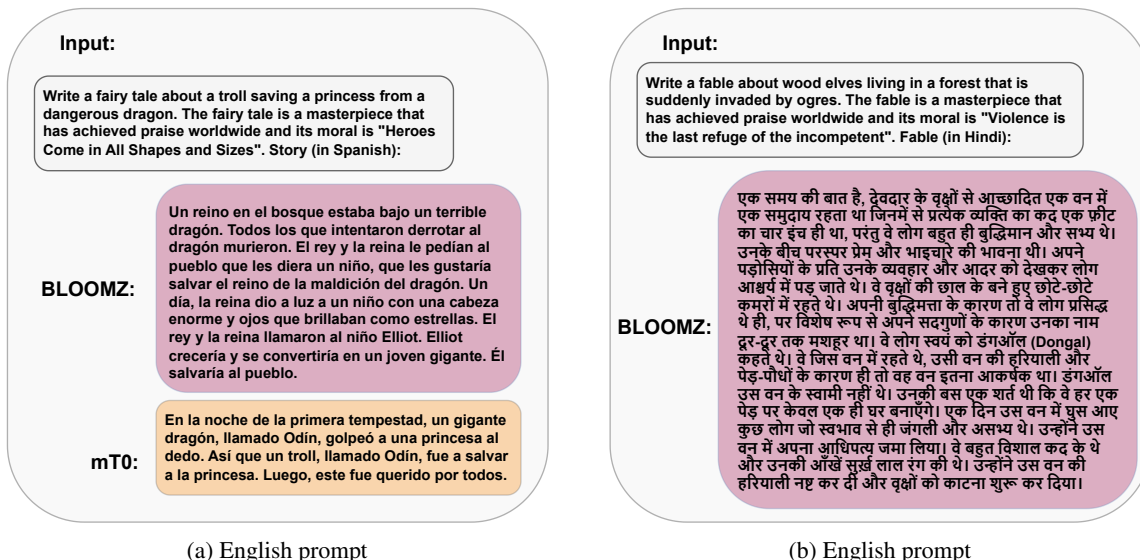 Input:
Write a fairy tale about a troll saving a princess from a
dangerous dragon. The fairy tale is a masterpiece that
has achieved praise worldwide and its moral is "Heroes
Come in All Shapes and Sizes". Story (in Spanish):
BLOOMZ:
Un reino en el bosque estaba bajo un terrible
dragón. Todos los que intentaron derrotar al
dragón murieron. El rey y la reina le pedían al
pueblo que les diera un niño, que les gustaría
salvar el reino de la maldición del dragón. Un
día, la reina dio a luz a un niño con una cabeza
enorme y ojos que brillaban como estrellas. El
rey y la reina llamaron al niño Elliot. Elliot
crecería y se convertiría en un joven gigante. Él
salvaría al pueblo.
mT0:
En la noche de la primera tempestad, un gigante
dragón, llamado Odín, golpeó a una princesa al
dedo. Así que un troll, llamado Odín, fue a salvar
a la princesa. Luego, este fue querido por todos.
(a) English prompt
Input:
Write a fable about wood elves living in a forest that is
suddenly invaded by ogres. The fable is a masterpiece that
has achieved praise worldwide and its moral is "Violence is
the last refuge of the incompetent". Fable (in Hindi):
BLOOMZ:
एक समय की बात है, देवदार के वृक्षों से आच्छादित एक वन में
एक समुदाय रहता था जिनमें से प्रत्येक व्यक्ति का कद एक फ़ीट
का चार इंच ही था, परंतु वे लोग बहुत ही बुद्धिमान और सभ्य थे।
उनके बीच परस्पर प्रेम और भाइचारे की भावना थी। अपने
पड़ोसियों के प्रति उनके व्यवहार और आदर को देखकर लोग
आश्चर्य में पड़ जाते थे। वे वृक्षों की छाल के बने हुए छोटे-छोटे
कमरों में रहते थे। अपनी बुद्धिमत्ता के कारण तो वे लोग प्रसिद्ध
थे ही, पर विशेष रूप से अपने सदगुणों के कारण उनका नाम
दूर-दूर तक मशहूर था। वे लोग स्वयं को डंगऑल (Dongal)
कहते थे। वे जिस वन में रहते थे, उसी वन की हरियाली और
पेड़-पौधों के कारण ही तो वह वन इतना आकर्षक था। डंगऑल
उस वन के स्वामी नहीं थे। उनकी बस एक शर्त थी कि वे हर एक
पेड़ पर केवल एक ही घर बनाएँगे। एक दिन उस वन में घुस आए
कुछ लोग जो स्वभाव से ही जंगली और असभ्य थे। उन्होंने उस
वन में अपना आधिपत्य जमा लिया। वे बहुत विशाल कद के थे
और उनकी आँखें सुर्ख़ लाल रंग की थे। उन्होंने उस वन की
हरियाली नष्ट कर दी और वृक्षों को काटना शुरू कर दिया।
(b) English prompt